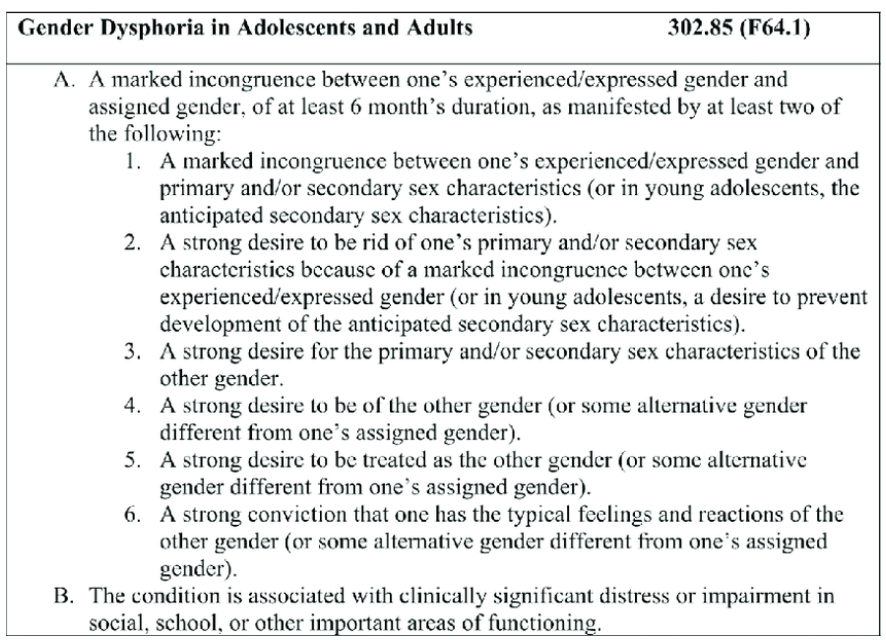 Gender Dysphoria in Adolescents and Adults 302.85 (F64.1)
A. A marked incongruence between one's experienced/expressed gender and
assigned gender, of at least 6 month's duration, as manifested by at least two of
the following:
1. A marked incongruence between one's experienced/expressed gender and
primary and/or secondary sex characteristics (or in young adolescents, the
anticipated secondary sex characteristics).
2. A strong desire to be rid of one's primary and/or secondary sex
characteristics because of a marked incongruence between one's
experienced/expressed gender (or in young adolescents, a desire to prevent
development of the anticipated secondary sex characteristics).
3. A strong desire for the primary and/or secondary sex characteristics of the
other gender.
4. A strong desire to be of the other gender (or some alternative gender
different from one's assigned gender).
5. A strong desire to be treated as the other gender (or some alternative
gender different from one's assigned gender).
6. A strong conviction that one has the typical feelings and reactions of the
other gender (or some alternative gender different from one's assigned
gender).
B. The condition is associated with clinically significant distress or impairment in
social, school, or other important areas of functioning.